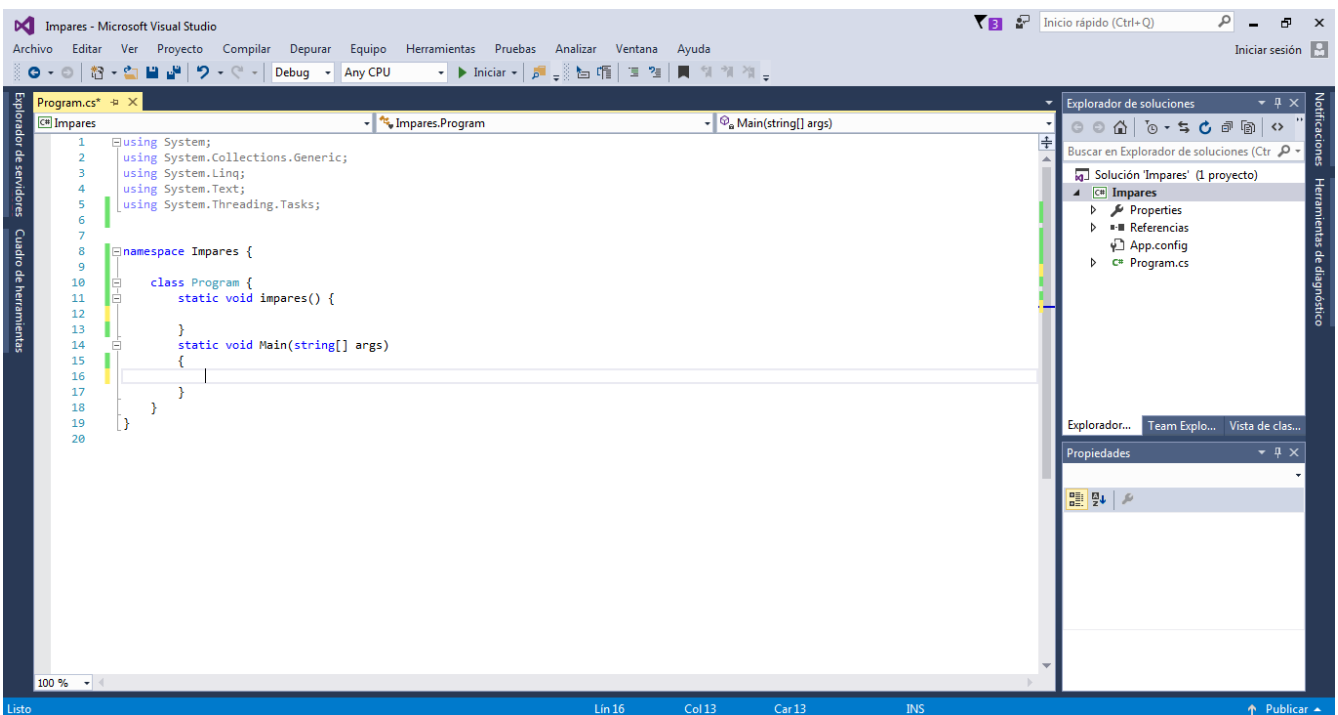 Impares - Microsoft Visual Studio
3
Inicio rápido (Ctrl+Q)
Archivo Editar Ver Proyecto Compilar Depurar Equipo Herramientas Pruebas Analizar Ventana Ayuda
Iniciar sesión
Debug Any CPU Iniciar
Explorador de servidores
Cuadro de herramientas
Program.cs*
C# Impares Impares.Program Main(string[] args)
1 using System;
2 using System.Collections.Generic;
3 using System.Linq;
4 using System.Text;
5 using System.Threading.Tasks;
6
7
8 namespace Impares {
9
10 class Program {
11 static void impares() {
12
13 }
14 static void Main(string[] args)
15 {
16
17 }
18 }
19 }
20
100 %
Explorador de soluciones
Buscar en Explorador de soluciones (Ctr
Solución 'Impares' (1 proyecto)
C# Impares
Properties
Referencias
App.config
C# Program.cs
Explorador... Team Explo... Vista de clas...
Propiedades
Notificaciones
Herramientas de diagnóstico
Listo Lín 16 Col 13 Car 13 INS Publicar